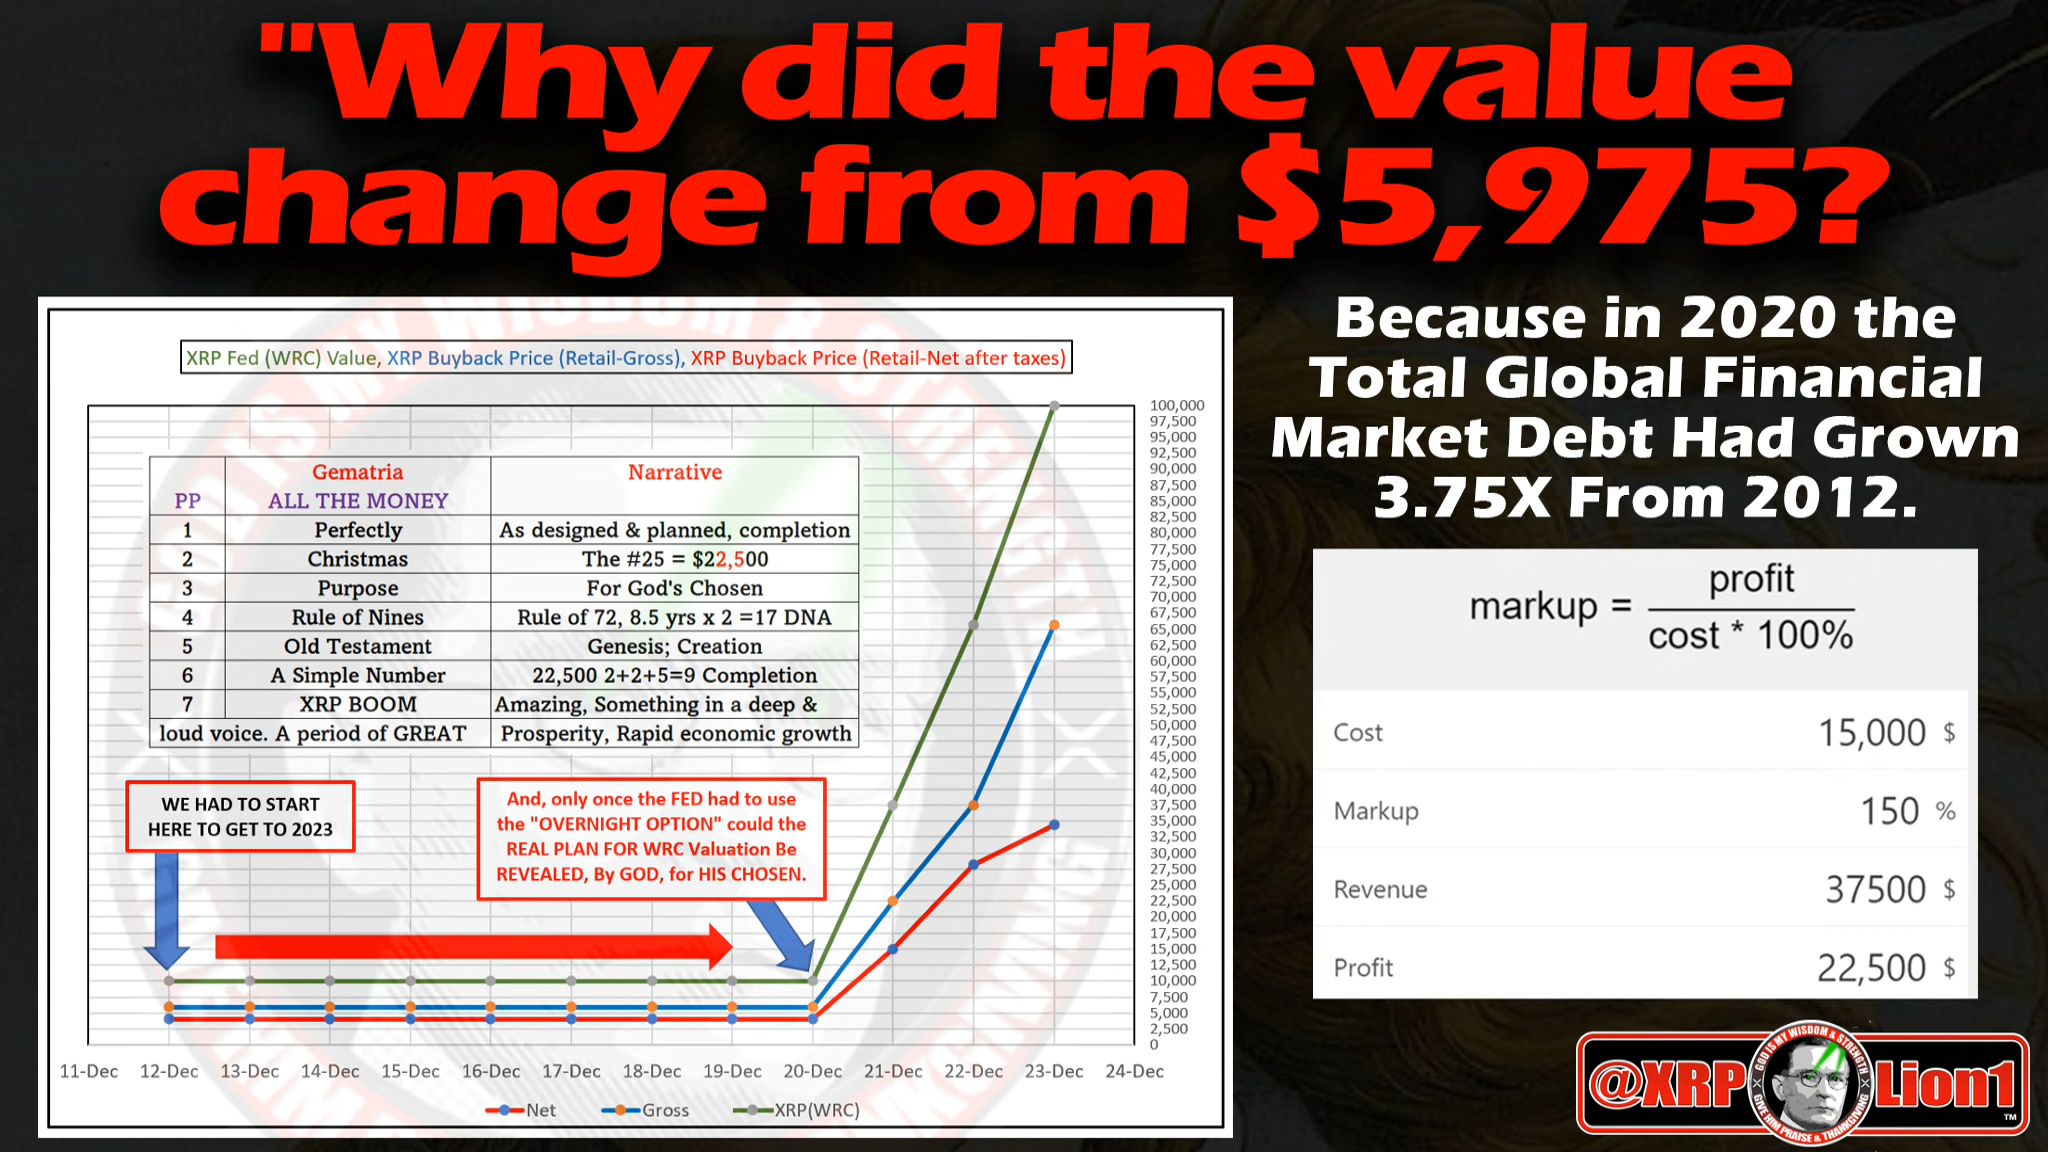 "Why did the value
change from $5,975?
Because in 2020 the
Total Global Financial
Market Debt Had Grown
3.75X From 2012.
XRP Fed (WRC) Value, XRP Buyback Price (Retail-Gross), XRP Buyback Price (Retail-Net after taxes)
PP Gematria ALL THE MONEY Narrative
1 Perfectly As designed & planned, completion
2 Christmas The #25 = $22,500
3 Purpose For God's Chosen
4 Rule of Nines Rule of 72, 8.5 yrs x 2 =17 DNA
5 Old Testament Genesis; Creation
6 A Simple Number 22,500 2+2+5=9 Completion
7 XRP BOOM Amazing, Something in a deep &
loud voice. A period of GREAT Prosperity, Rapid economic growth
WE HAD TO START
HERE TO GET TO 2023
And, only once the FED had to use
the "OVERNIGHT OPTION" could the
REAL PLAN FOR WRC Valuation Be
REVEALED, By GOD, for HIS CHOSEN.
100,000
97,500
95,000
92,500
90,000
87,500
85,000
82,500
80,000
77,500
75,000
72,500
70,000
67,500
65,000
62,500
60,000
57,500
55,000
52,500
50,000
47,500
45,000
42,500
40,000
37,500
35,000
32,500
30,000
27,500
25,000
22,500
20,000
17,500
15,000
12,500
10,000
7,500
5,000
2,500
0
11-Dec 12-Dec 13-Dec 14-Dec 15-Dec 16-Dec 17-Dec 18-Dec 19-Dec 20-Dec 21-Dec 22-Dec 23-Dec 24-Dec
Net Gross XRP(WRC)
markup = profit
cost * 100%
Cost 15,000 $
Markup 150 %
Revenue 37500 $
Profit 22,500 $
@XRP Lion1 ™
GOD IS MY WISDOM & STRENGTH
GIVE HIM PRAISE & THANKSGIVING